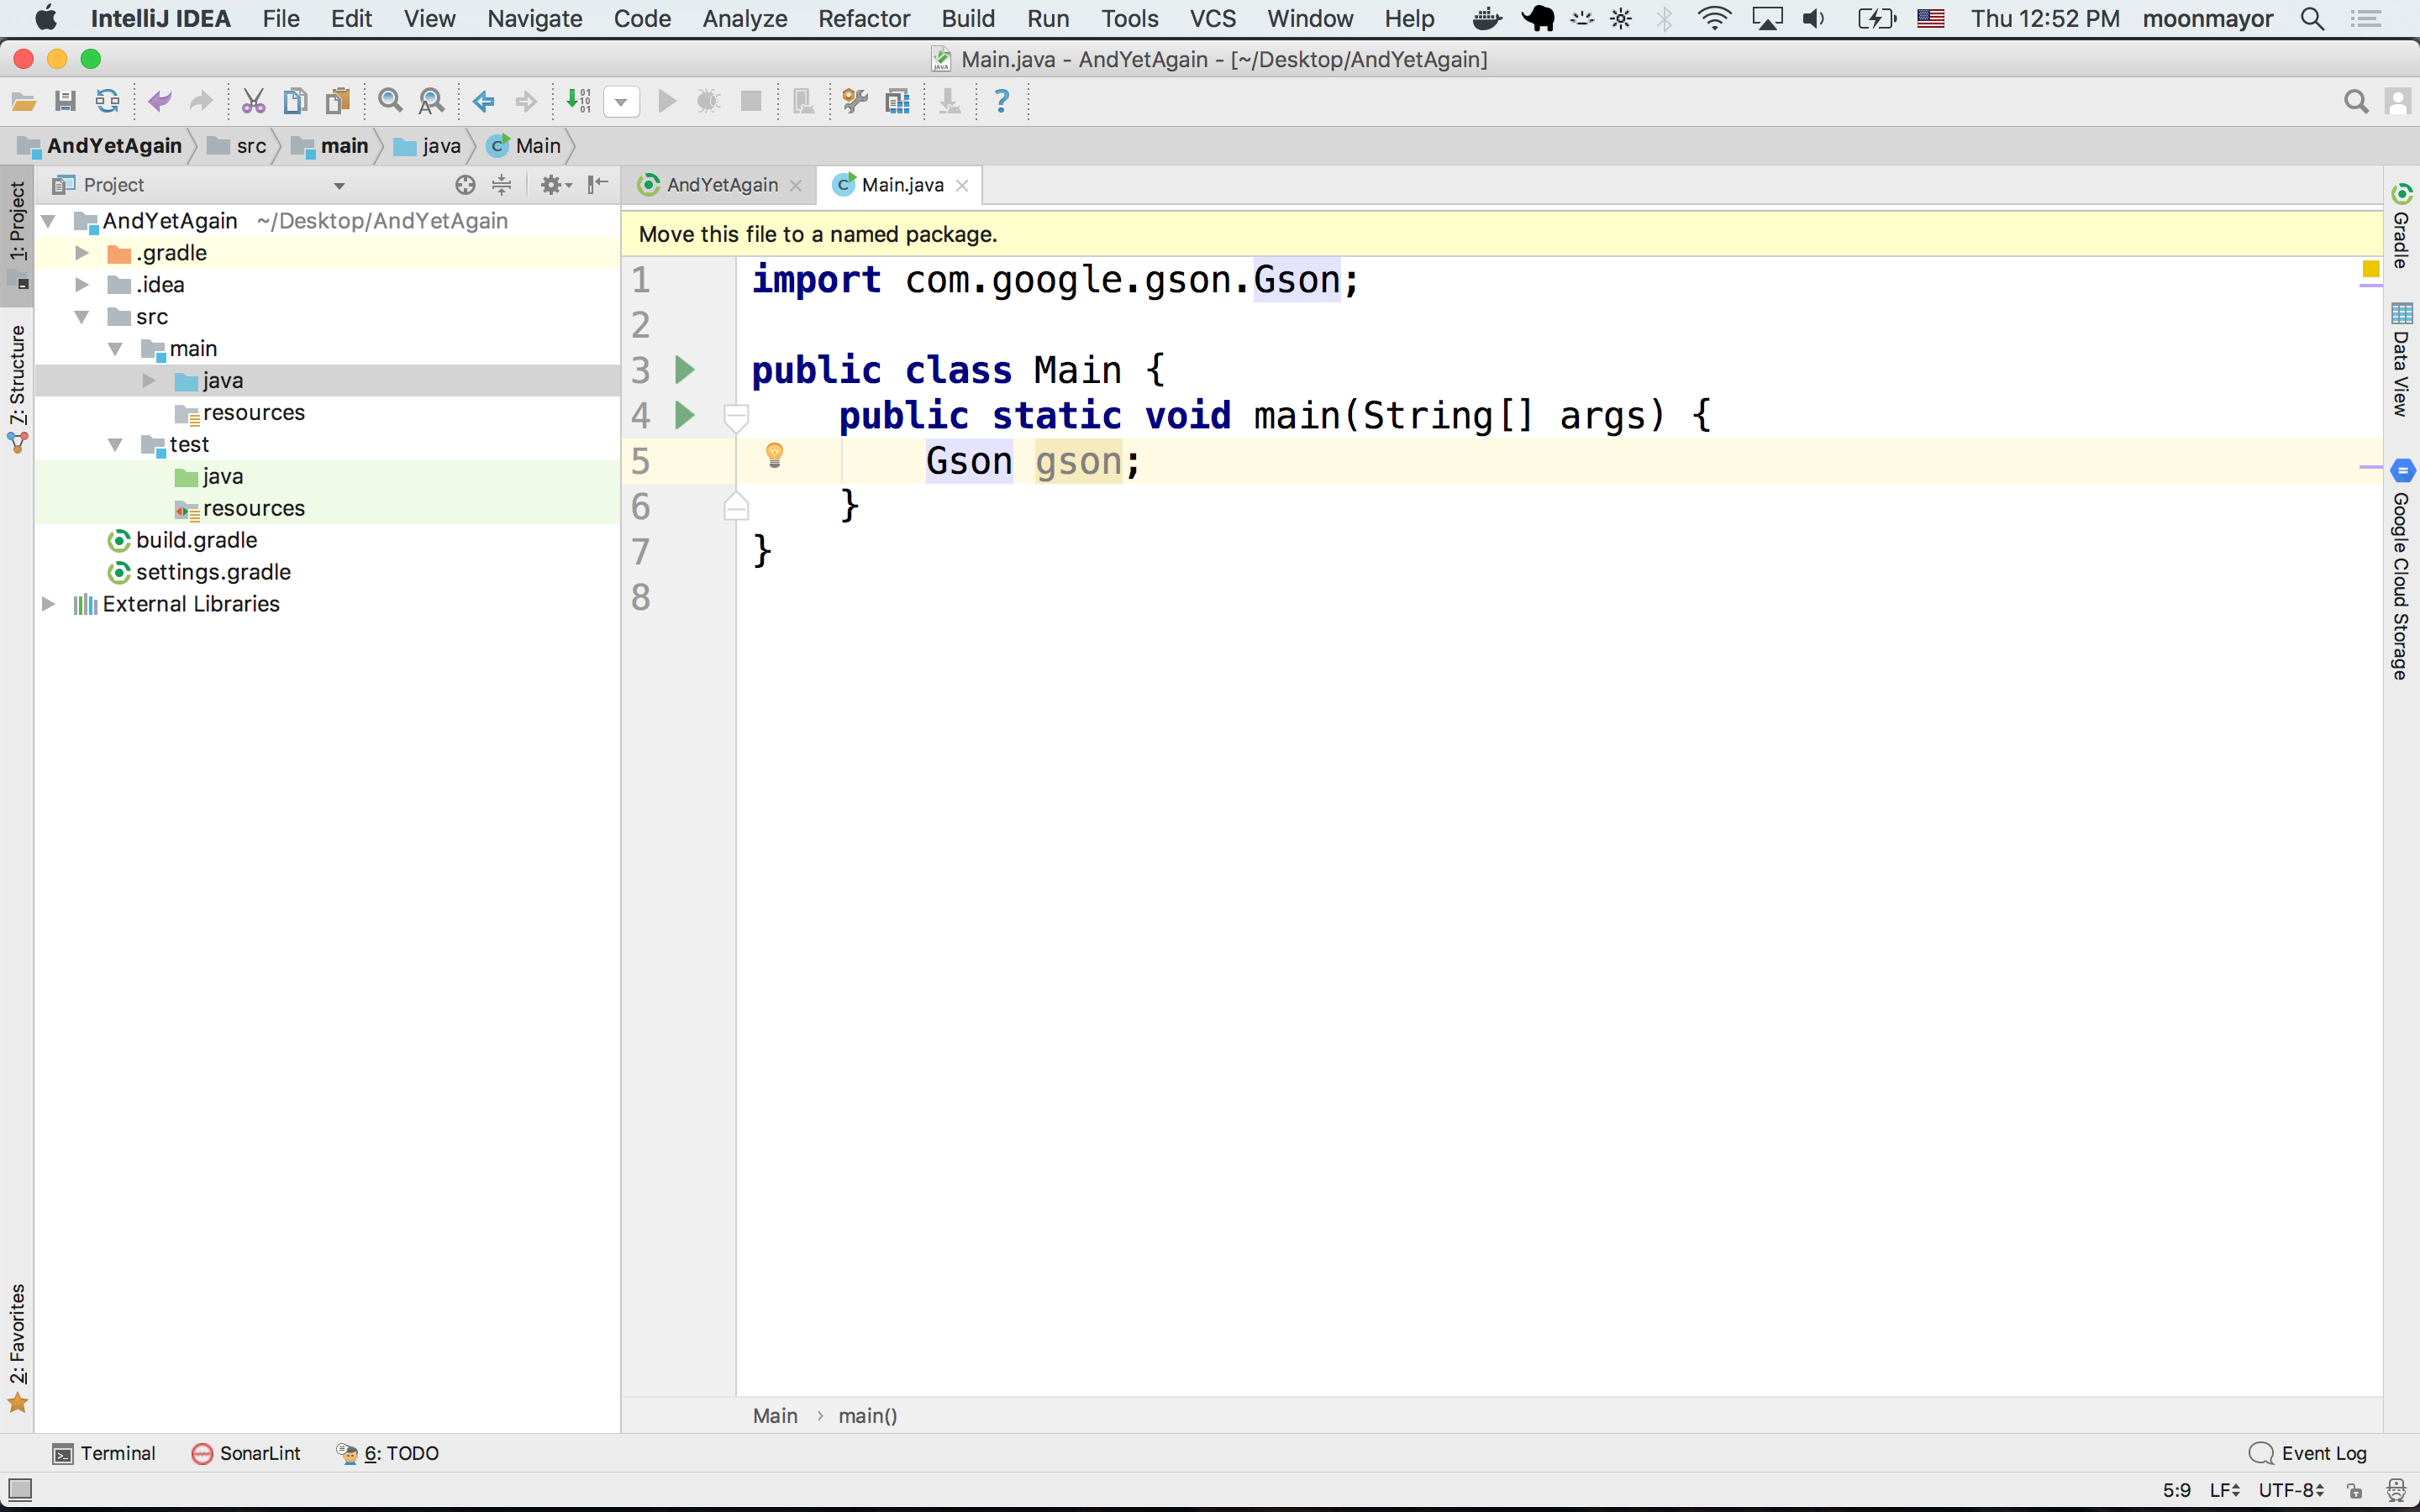 IntelliJ IDEA File Edit View Navigate Code Analyze Refactor Build Run Tools VCS Window Help Thu 12:52 PM moonmayor
Main.java - AndYetAgain - [~/Desktop/AndYetAgain]
AndYetAgain src main java Main
1: Project
7: Structure
2: Favorites
Project
AndYetAgain ~/Desktop/AndYetAgain
.gradle
.idea
src
main
java
resources
test
java
resources
build.gradle
settings.gradle
External Libraries
AndYetAgain Main.java
Move this file to a named package.
1 import com.google.gson.Gson;
2
3 public class Main {
4 public static void main(String[] args) {
5 Gson gson;
6 }
7 }
8
Main › main()
Gradle
Data View
Google Cloud Storage
Terminal SonarLint 6: TODO Event Log
5:9 LF UTF-8